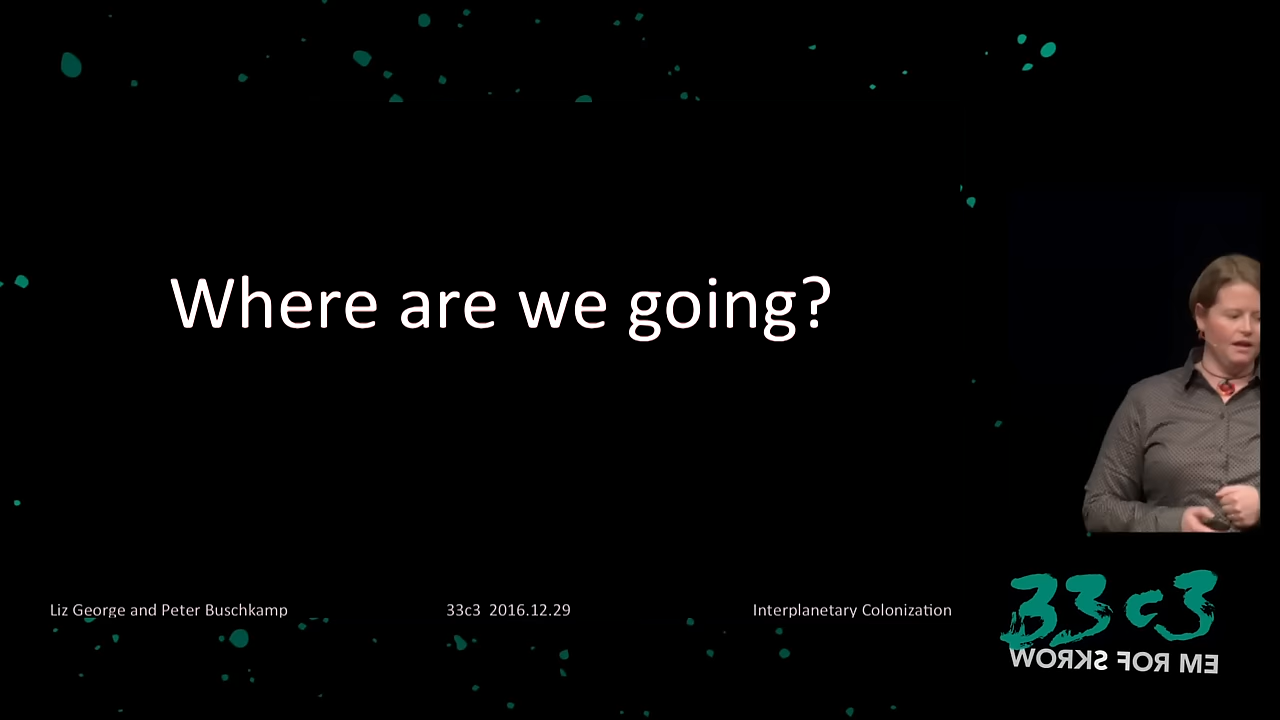 Where are we going?
Liz George and Peter Buschkamp
33c3 2016.12.29
Interplanetary Colonization
33c3
WORKS FOR ME